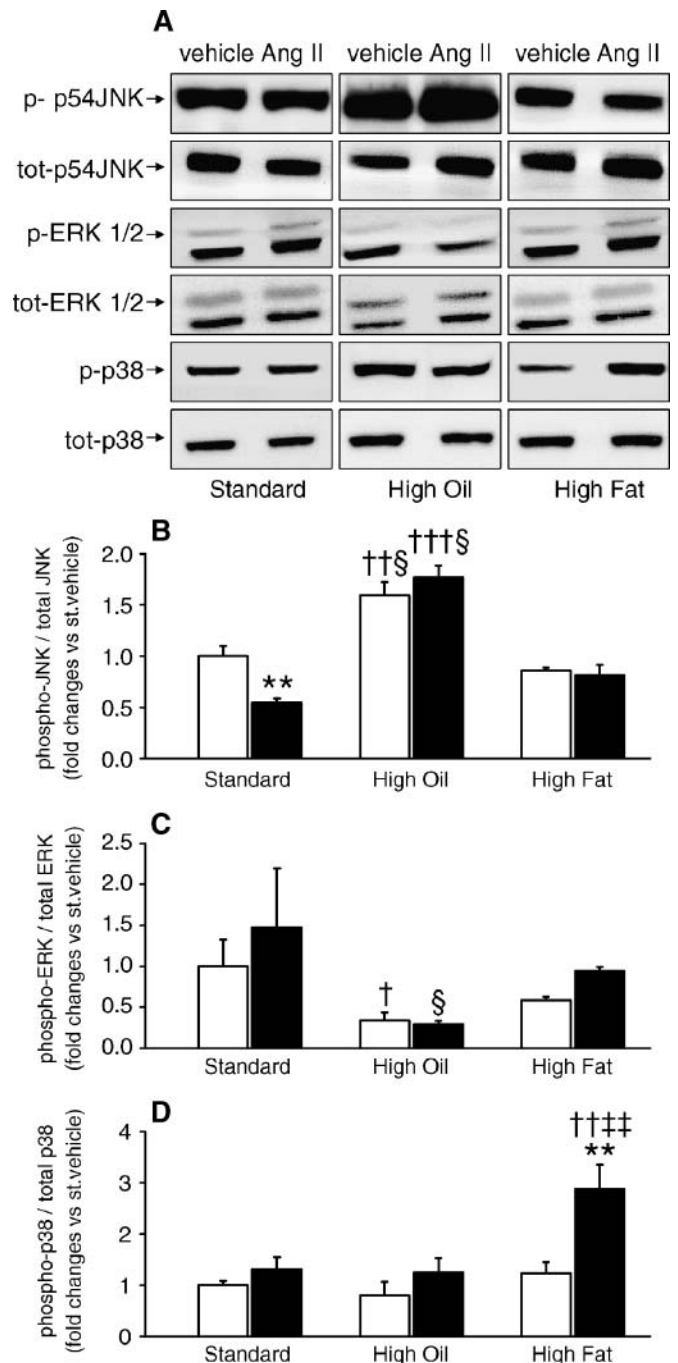 A
vehicle Ang II vehicle Ang II vehicle Ang II
p- p54JNK→
tot-p54JNK→
p-ERK 1/2→
tot-ERK 1/2→
p-p38→
tot-p38→
Standard High Oil High Fat
B
phospho-JNK / total JNK
(fold changes vs st.vehicle)
2.0
1.5
1.0
0.5
0.0
**
††§
†††§
Standard High Oil High Fat
C
phospho-ERK / total ERK
(fold changes vs st.vehicle)
2.5
2.0
1.5
1.0
0.5
0.0
†
§
Standard High Oil High Fat
D
phospho-p38 / total p38
(fold changes vs st.vehicle)
4
3
2
1
0
††‡‡
**
Standard High Oil High Fat